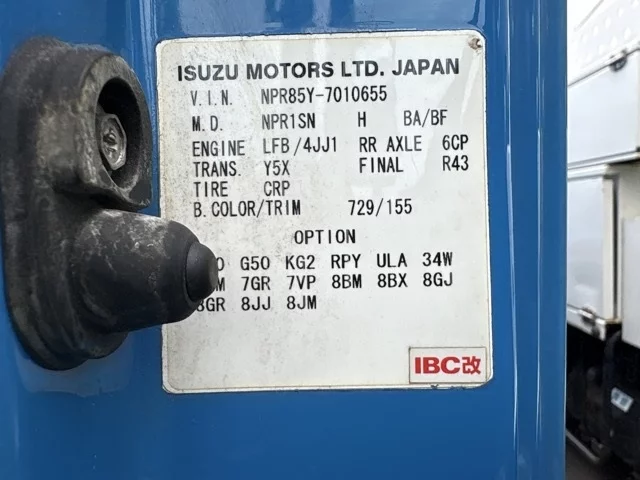 ISUZU MOTORS LTD. JAPAN
V.I.N. NPR85Y-7010655
M.D. NPR1SN H BA/BF
ENGINE LFB/4JJ1 RR AXLE 6CP
TRANS. Y5X FINAL R43
TIRE CRP
B.COLOR/TRIM 729/155
OPTION
G50 KG2 RPY ULA 34W
7GR 7VP 8BM 8BX 8GJ
8GR 8JJ 8JM
IBC改